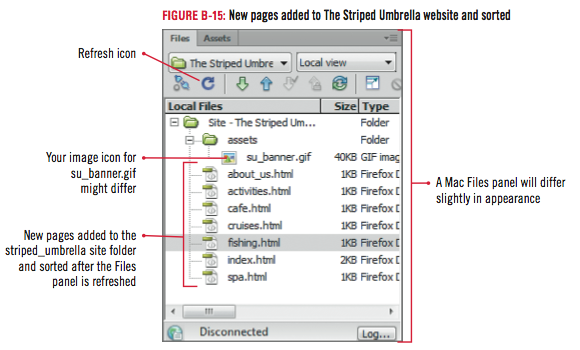 FIGURE B-15: New pages added to The Striped Umbrella website and sorted
Files Assets
Refresh icon
The Striped Umbre Local view
Local Files Size Type
Site - The Striped Um... Folder
assets Folder
Your image icon for
su_banner.gif
might differ
su_banner.gif 40KB GIF imag
about_us.html 1KB Firefox D
activities.html 1KB Firefox D
cafe.html 1KB Firefox D
cruises.html 1KB Firefox D
fishing.html 1KB Firefox D
index.html 2KB Firefox D
spa.html 1KB Firefox D
A Mac Files panel will differ
slightly in appearance
New pages added to the
striped_umbrella site folder
and sorted after the Files
panel is refreshed
Disconnected Log...